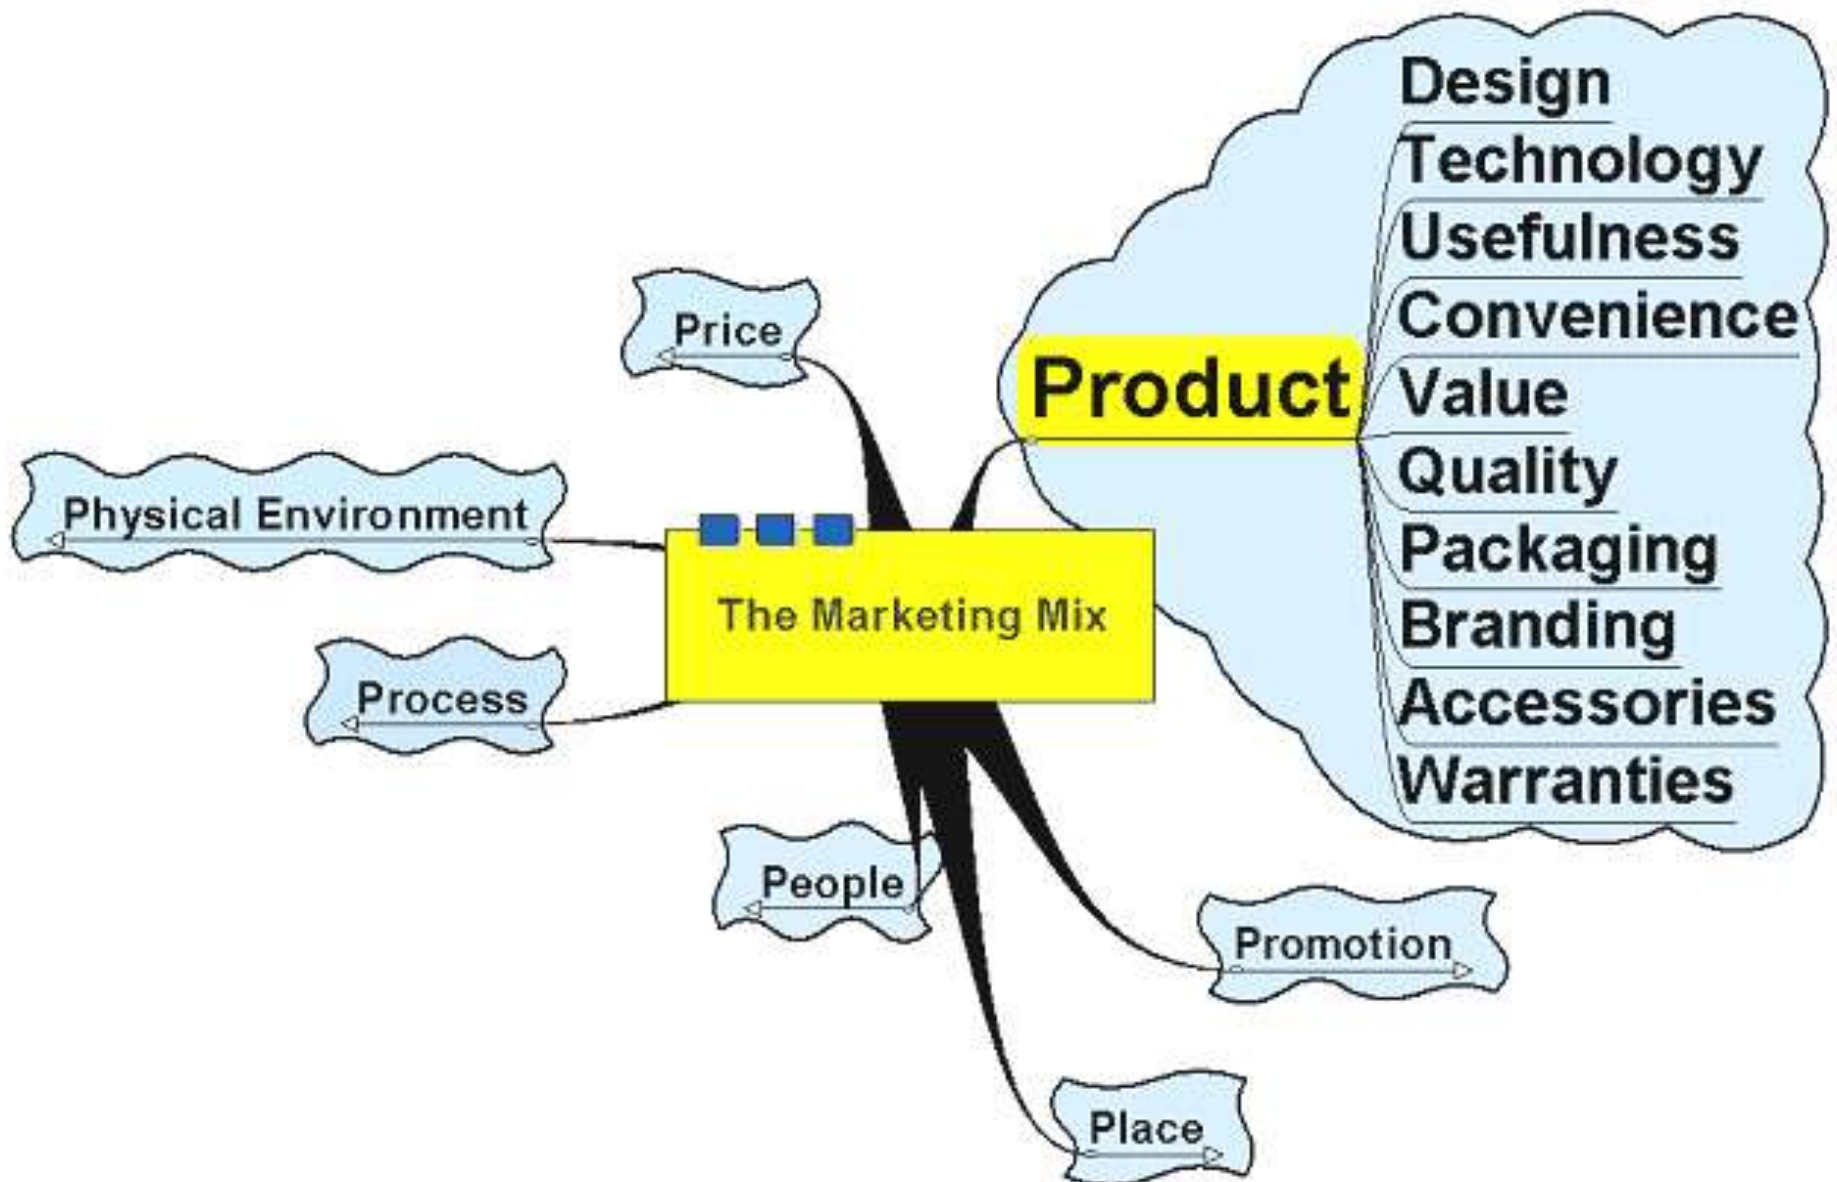 Design
Technology
Usefulness
Convenience
Value
Quality
Packaging
Branding
Accessories
Warranties
Product
Price
Physical Environment
The Marketing Mix
Process
People
Promotion
Place